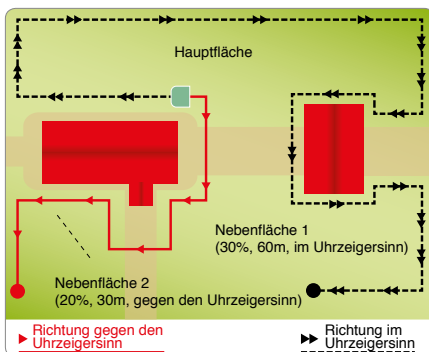 Hauptfläche
Nebenfläche 1
(30%, 60m, im Uhrzeigersinn)
Nebenfläche 2
(20%, 30m, gegen den Uhrzeigersinn)
Richtung gegen den
Uhrzeigersinn
Richtung im
Uhrzeigersinn